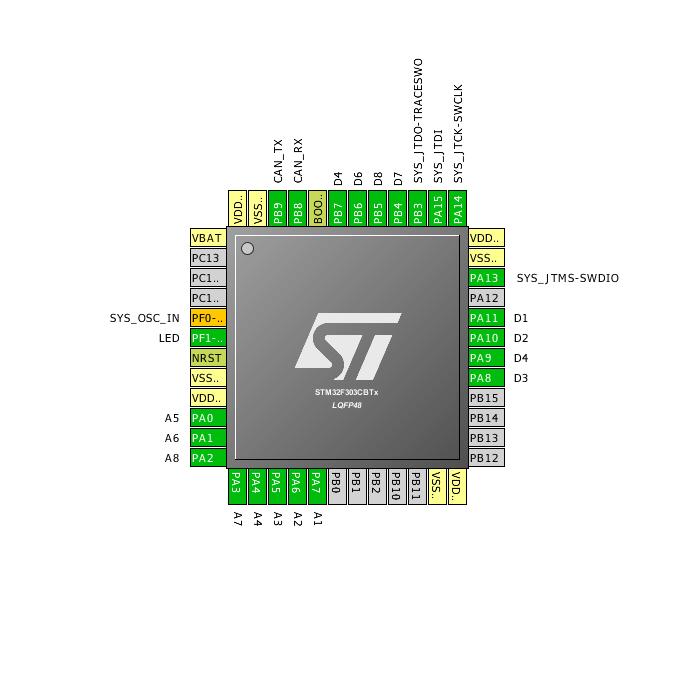 SYS_JTDO-TRACESWO
SYS_JTDI
SYS_JTCK-SWCLK
CAN_TX
CAN_RX
D4
D6
D8
D7
VDD..
VSS..
PB9
PB8
BOO..
PB7
PB6
PB5
PB4
PB3
PA15
PA14
VBAT
PC13
PC1..
PC1..
SYS_OSC_IN PF0-..
LED PF1-..
NRST
VSS..
VDD..
A5 PA0
A6 PA1
A8 PA2
VDD..
VSS..
PA13 SYS_JTMS-SWDIO
PA12
PA11 D1
PA10 D2
PA9 D4
PA8 D3
PB15
PB14
PB13
PB12
ST
STM32F303CBTx
LQFP48
PA3
PA4
PA5
PA6
PA7
PB0
PB1
PB2
PB10
PB11
VSS..
VDD..
A7
A4
A3
A2
A1